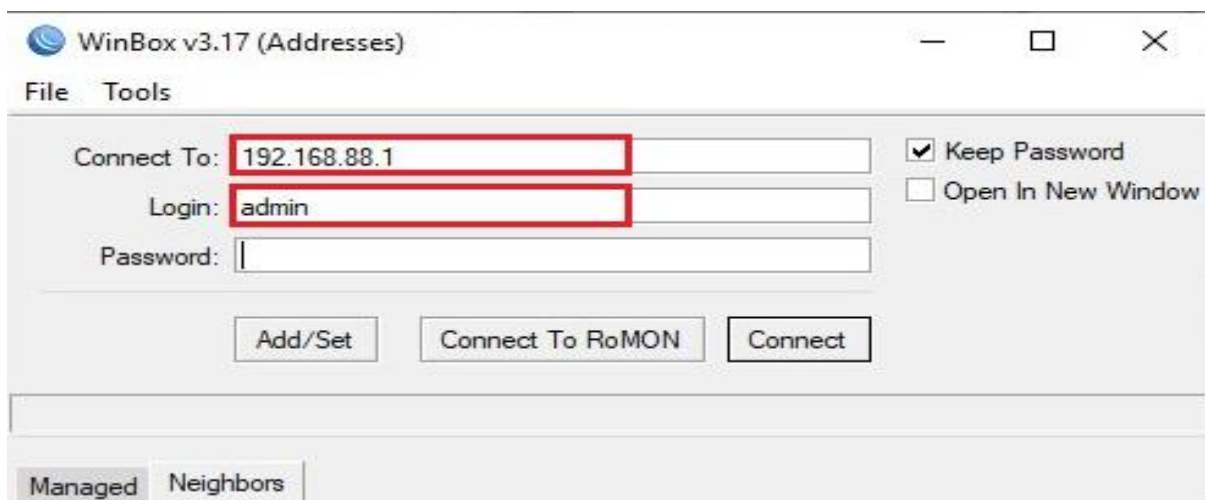 WinBox v3.17 (Addresses)
File Tools
Connect To: 192.168.88.1
Keep Password
Login: admin
Open In New Window
Password:
Add/Set Connect To RoMON Connect
Managed Neighbors